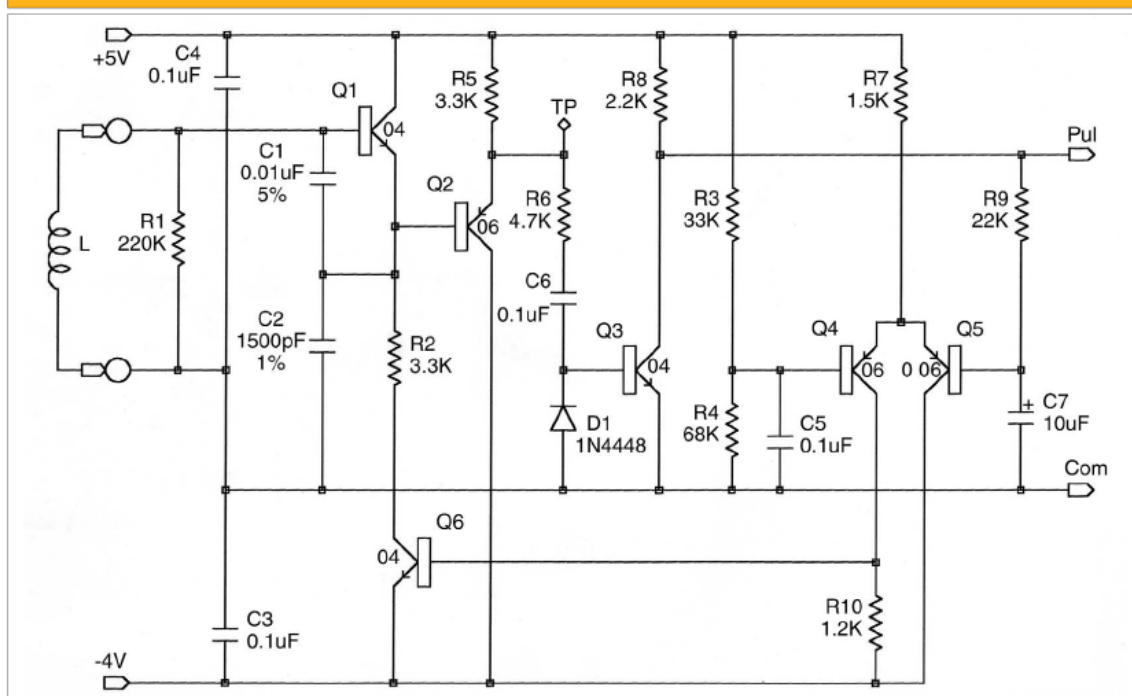 +5V
C4
0.1uF
Q1
04
R5
3.3K
TP
R8
2.2K
R7
1.5K
Pul
C1
0.01uF
5%
Q2
06
R6
4.7K
R3
33K
R9
22K
L
R1
220K
C2
1500pF
1%
R2
3.3K
C6
0.1uF
Q3
04
Q4
06
0
06
Q5
D1
1N4448
R4
68K
C5
0.1uF
+
C7
10uF
Com
Q6
04
C3
0.1uF
R10
1.2K
-4V